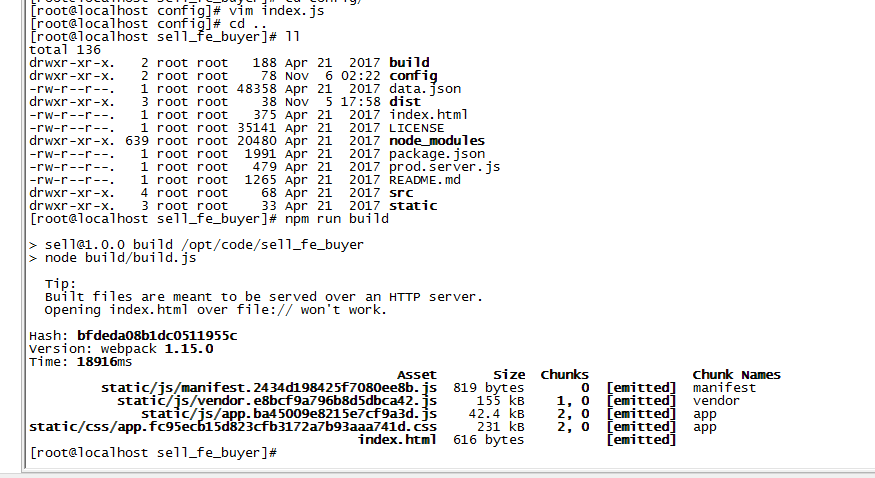 [root@localhost config]# vim index.js
[root@localhost config]# cd ..
[root@localhost sell_fe_buyer]# ll
total 136
drwxr-xr-x.   2 root root   188 Apr 21  2017 build
drwxr-xr-x.   2 root root    78 Nov  6 02:22 config
-rw-r--r--.   1 root root 48358 Apr 21  2017 data.json
drwxr-xr-x.   3 root root    38 Nov  5 17:58 dist
-rw-r--r--.   1 root root   375 Apr 21  2017 index.html
-rw-r--r--.   1 root root 35141 Apr 21  2017 LICENSE
drwxr-xr-x. 639 root root 20480 Apr 21  2017 node_modules
-rw-r--r--.   1 root root  1991 Apr 21  2017 package.json
-rw-r--r--.   1 root root   479 Apr 21  2017 prod.server.js
-rw-r--r--.   1 root root  1265 Apr 21  2017 README.md
drwxr-xr-x.   4 root root    68 Apr 21  2017 src
drwxr-xr-x.   3 root root    33 Apr 21  2017 static
[root@localhost sell_fe_buyer]# npm run build
> sell@1.0.0 build /opt/code/sell_fe_buyer
> node build/build.js
Tip:
Built files are meant to be served over an HTTP server.
Opening index.html over file:// won't work.
Hash: bfdeda08b1dc0511955c
Version: webpack 1.15.0
Time: 18916ms
Asset Size Chunks Chunk Names
static/js/manifest.2434d198425f7080ee8b.js 819 bytes 0 [emitted] manifest
static/js/vendor.e8bcf9a796b8d5dbca42.js 155 kB 1, 0 [emitted] vendor
static/js/app.ba45009e8215e7cf9a3d.js 42.4 kB 2, 0 [emitted] app
static/css/app.fc95ecb15d823cfb3172a7b93aaa741d.css 231 kB 2, 0 [emitted] app
index.html 616 bytes [emitted]
[root@localhost sell_fe_buyer]#